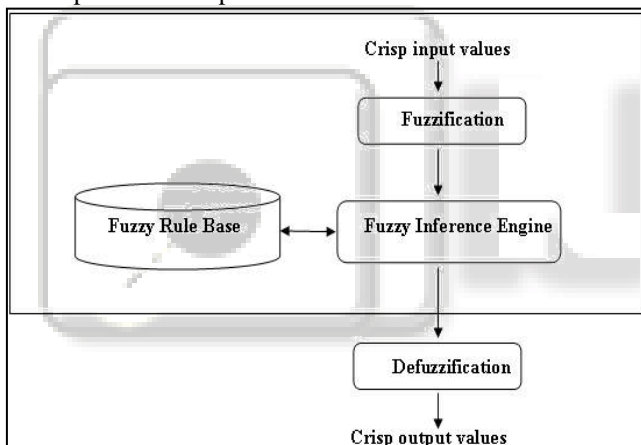 Crisp input values
Fuzzification
Fuzzy Rule Base
Fuzzy Inference Engine
Defuzzification
Crisp output values